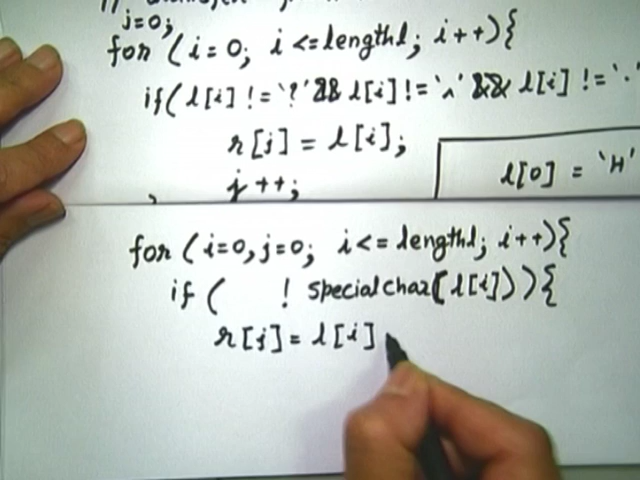 j=0;
for (i=0; i <=lengthl; i++){
if(l[i] != '?' && l[i] != ',' && l[i] != '.'
r[j] = l[i];
j++;
l[0] = 'H'
for (i=0,j=0; i<= lengthl; i++){
if ( ! specialchar(l[i])){
r[j]= l[i]